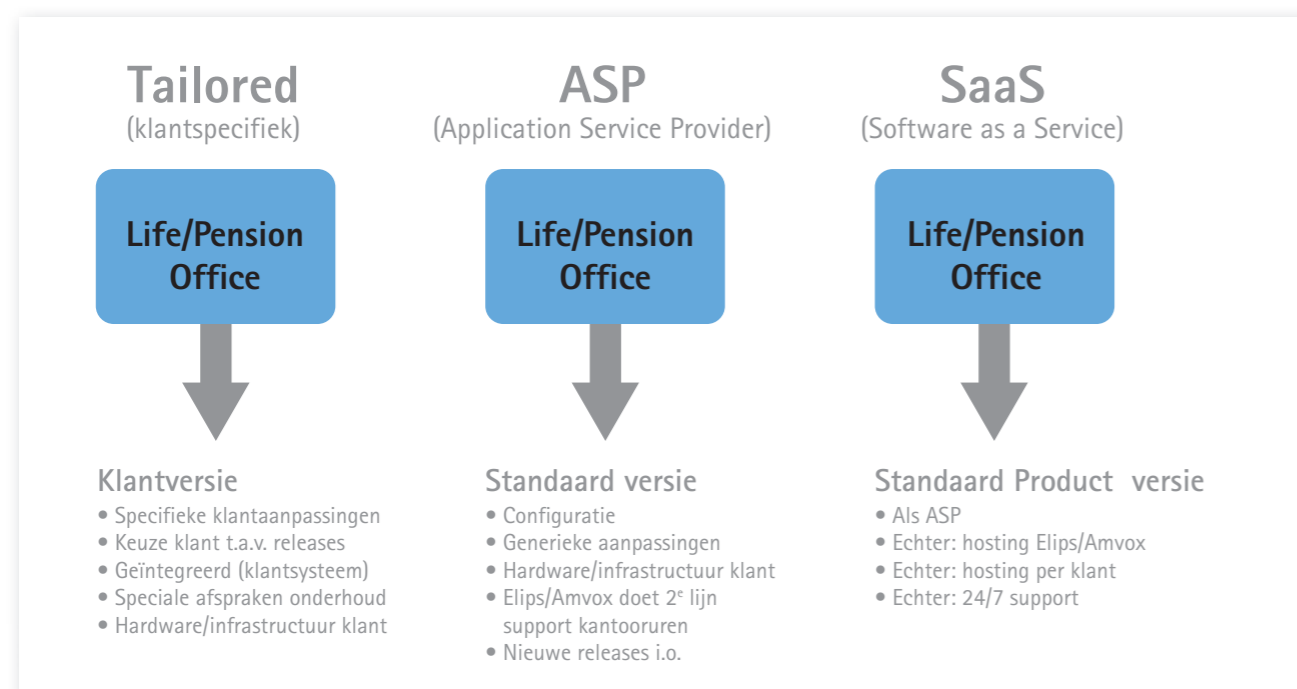 Tailored
(klantspecifiek)
Life/Pension
Office
Klantversie
• Specifieke klantaanpassingen
• Keuze klant t.a.v. releases
• Geïntegreerd (klantsysteem)
• Speciale afspraken onderhoud
• Hardware/infrastructuur klant
ASP
(Application Service Provider)
Life/Pension
Office
Standaard versie
• Configuratie
• Generieke aanpassingen
• Hardware/infrastructuur klant
• Elips/Amvox doet 2e lijn
support kantooruren
• Nieuwe releases i.o.
SaaS
(Software as a Service)
Life/Pension
Office
Standaard Product versie
• Als ASP
• Echter: hosting Elips/Amvox
• Echter: hosting per klant
• Echter: 24/7 support